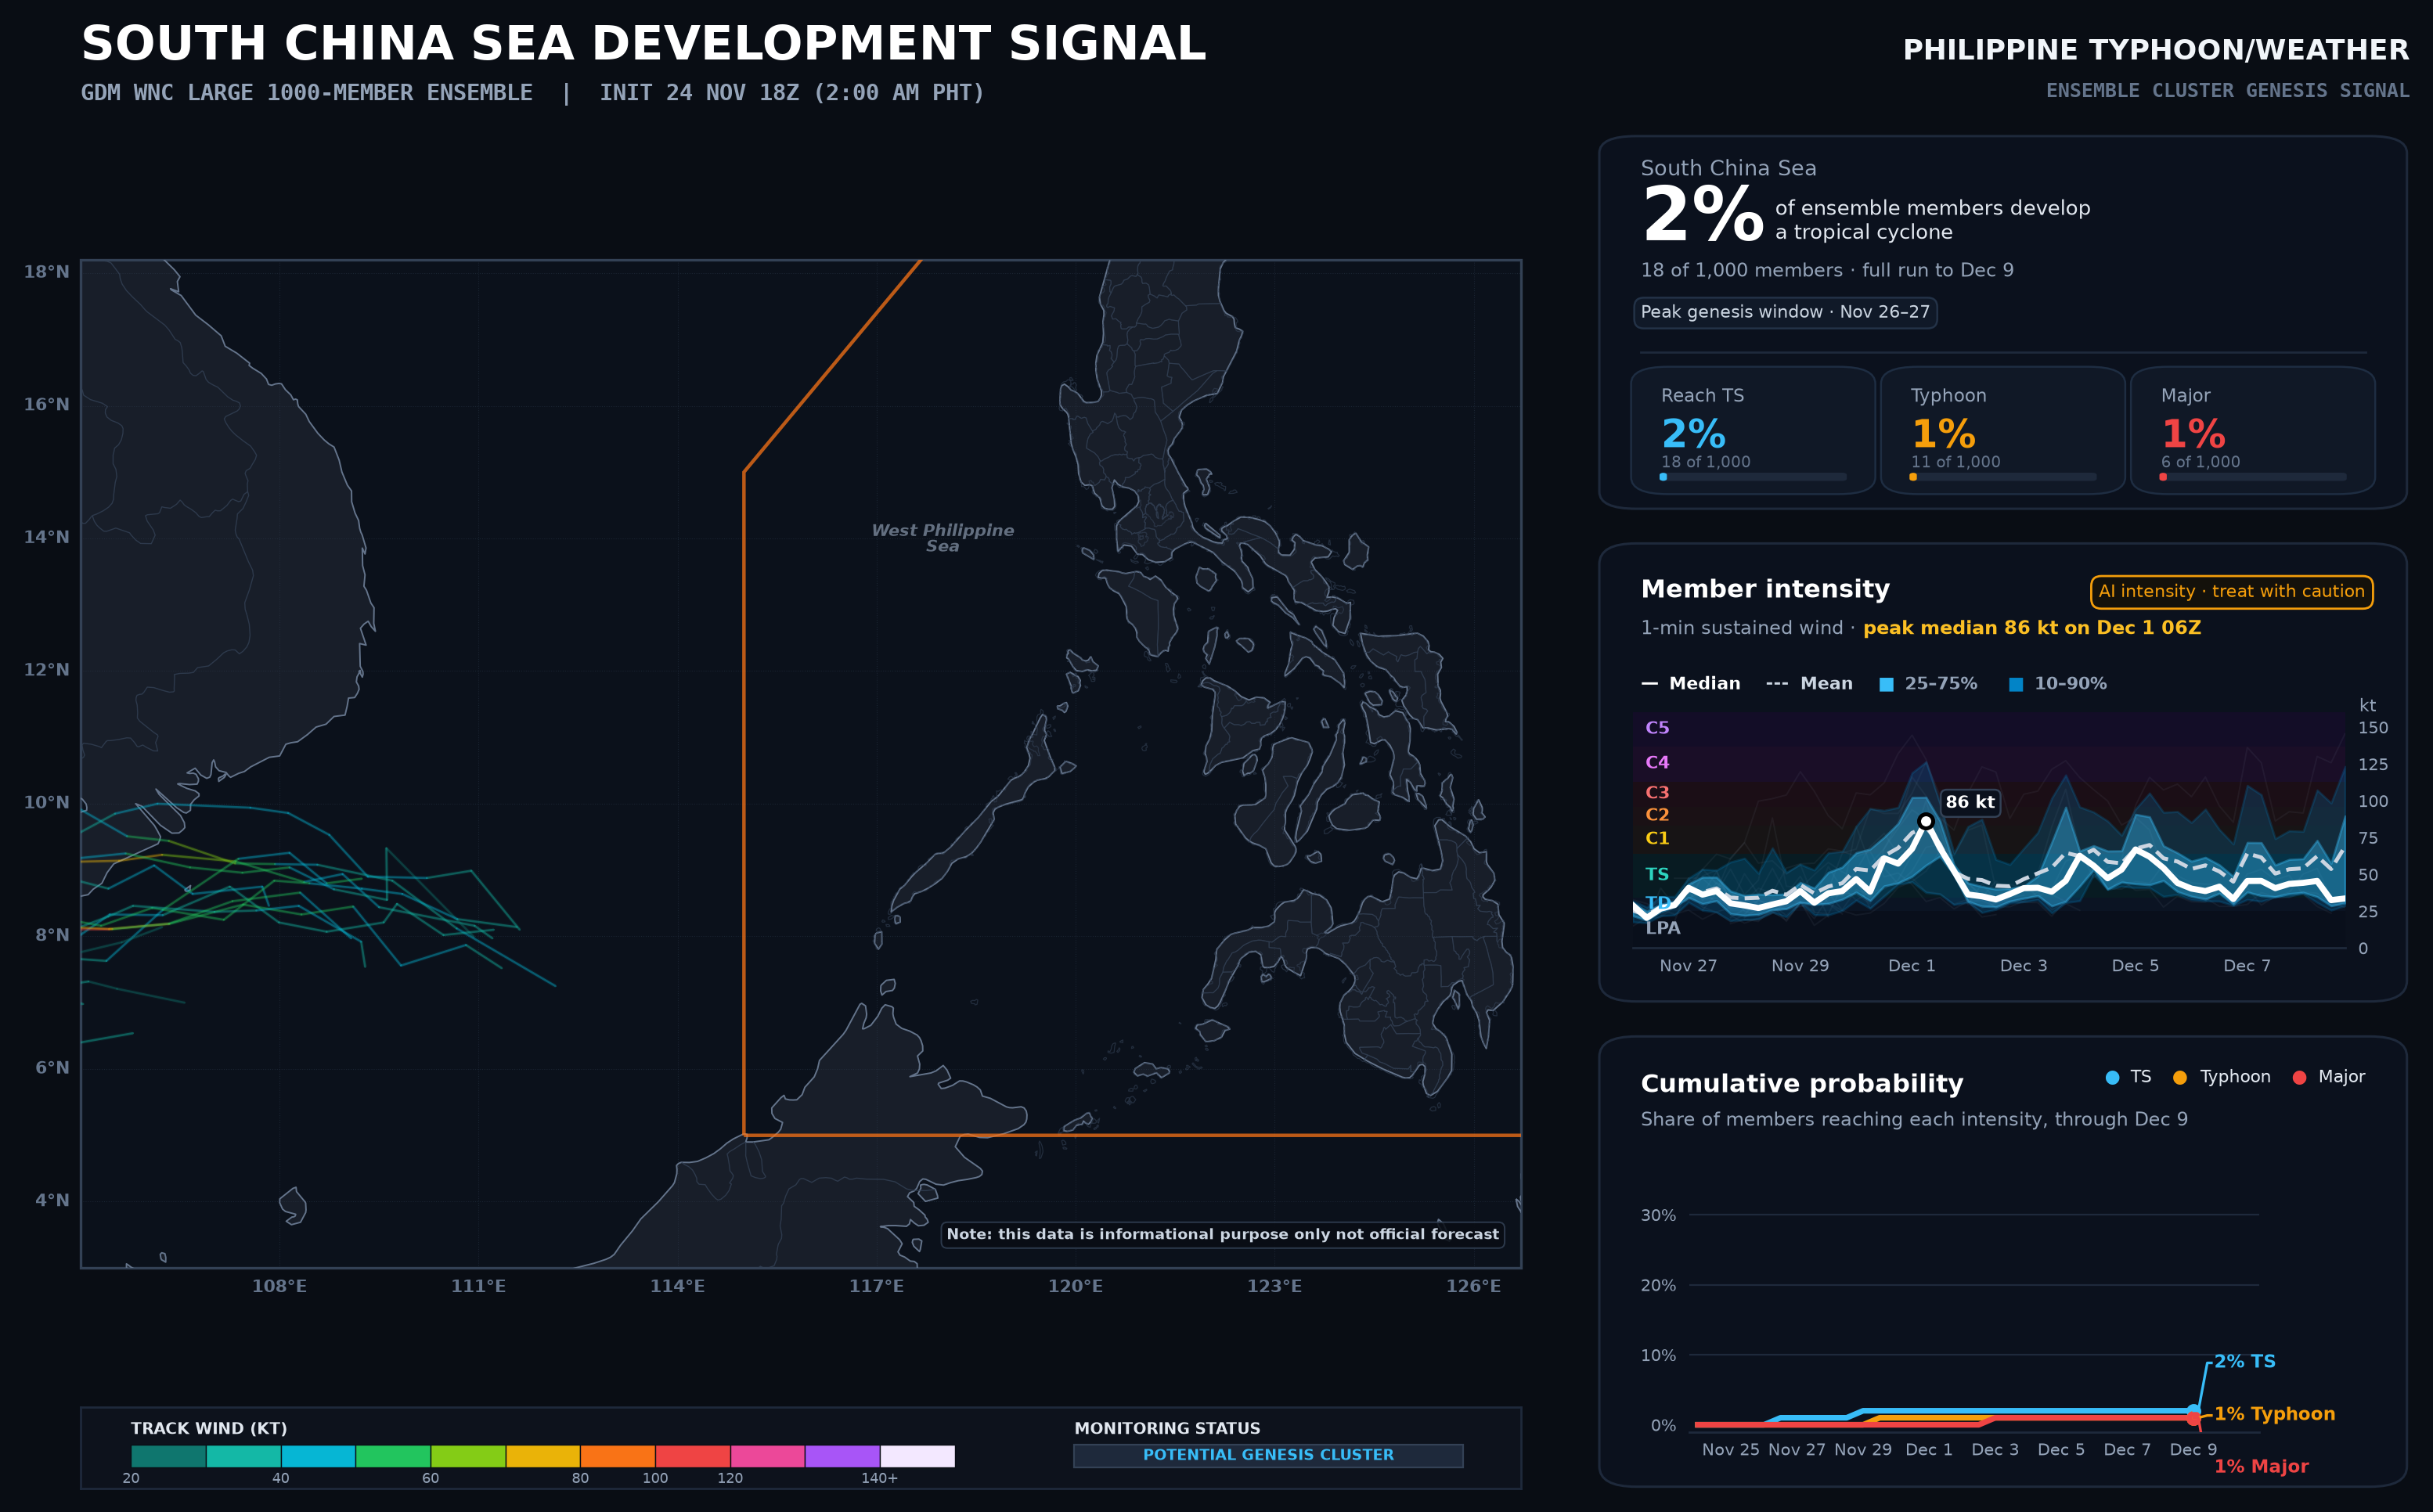 SOUTH CHINA SEA DEVELOPMENT SIGNAL
GDM WNC LARGE 1000-MEMBER ENSEMBLE | INIT 24 NOV 18Z (2:00 AM PHT)
PHILIPPINE TYPHOON/WEATHER
ENSEMBLE CLUSTER GENESIS SIGNAL
18°N
16°N
14°N
12°N
10°N
8°N
6°N
4°N
West Philippine
Sea
Note: this data is informational purpose only not official forecast
108°E 111°E 114°E 117°E 120°E 123°E 126°E
TRACK WIND (KT)
20 40 60 80 100 120 140+
MONITORING STATUS
POTENTIAL GENESIS CLUSTER
South China Sea
2% of ensemble members develop
a tropical cyclone
18 of 1,000 members · full run to Dec 9
Peak genesis window · Nov 26–27
Reach TS
2%
18 of 1,000
Typhoon
1%
11 of 1,000
Major
1%
6 of 1,000
Member intensity
AI intensity · treat with caution
1-min sustained wind · peak median 86 kt on Dec 1 06Z
Median Mean 25–75% 10–90%
kt
C5
C4
C3
C2
C1
TS
TD
LPA
86 kt
150
125
100
75
50
25
0
Nov 27 Nov 29 Dec 1 Dec 3 Dec 5 Dec 7
Cumulative probability
TS Typhoon Major
Share of members reaching each intensity, through Dec 9
30%
20%
10%
0%
2% TS
1% Typhoon
1% Major
Nov 25 Nov 27 Nov 29 Dec 1 Dec 3 Dec 5 Dec 7 Dec 9